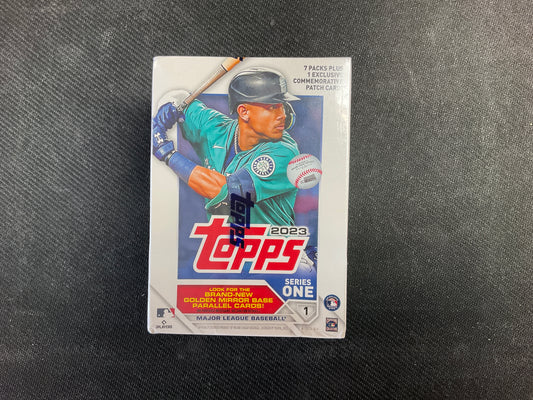 7 PACKS PLUS
1 EXCLUSIVE
COMMEMORATIVE
PATCH CARD!
TOPPS
2023
TOPPS
SERIES
ONE
1
LOOK FOR THE
BRAND-NEW
GOLDEN MIRROR BASE
PARALLEL CARDS!
MAJOR LEAGUE BASEBALL